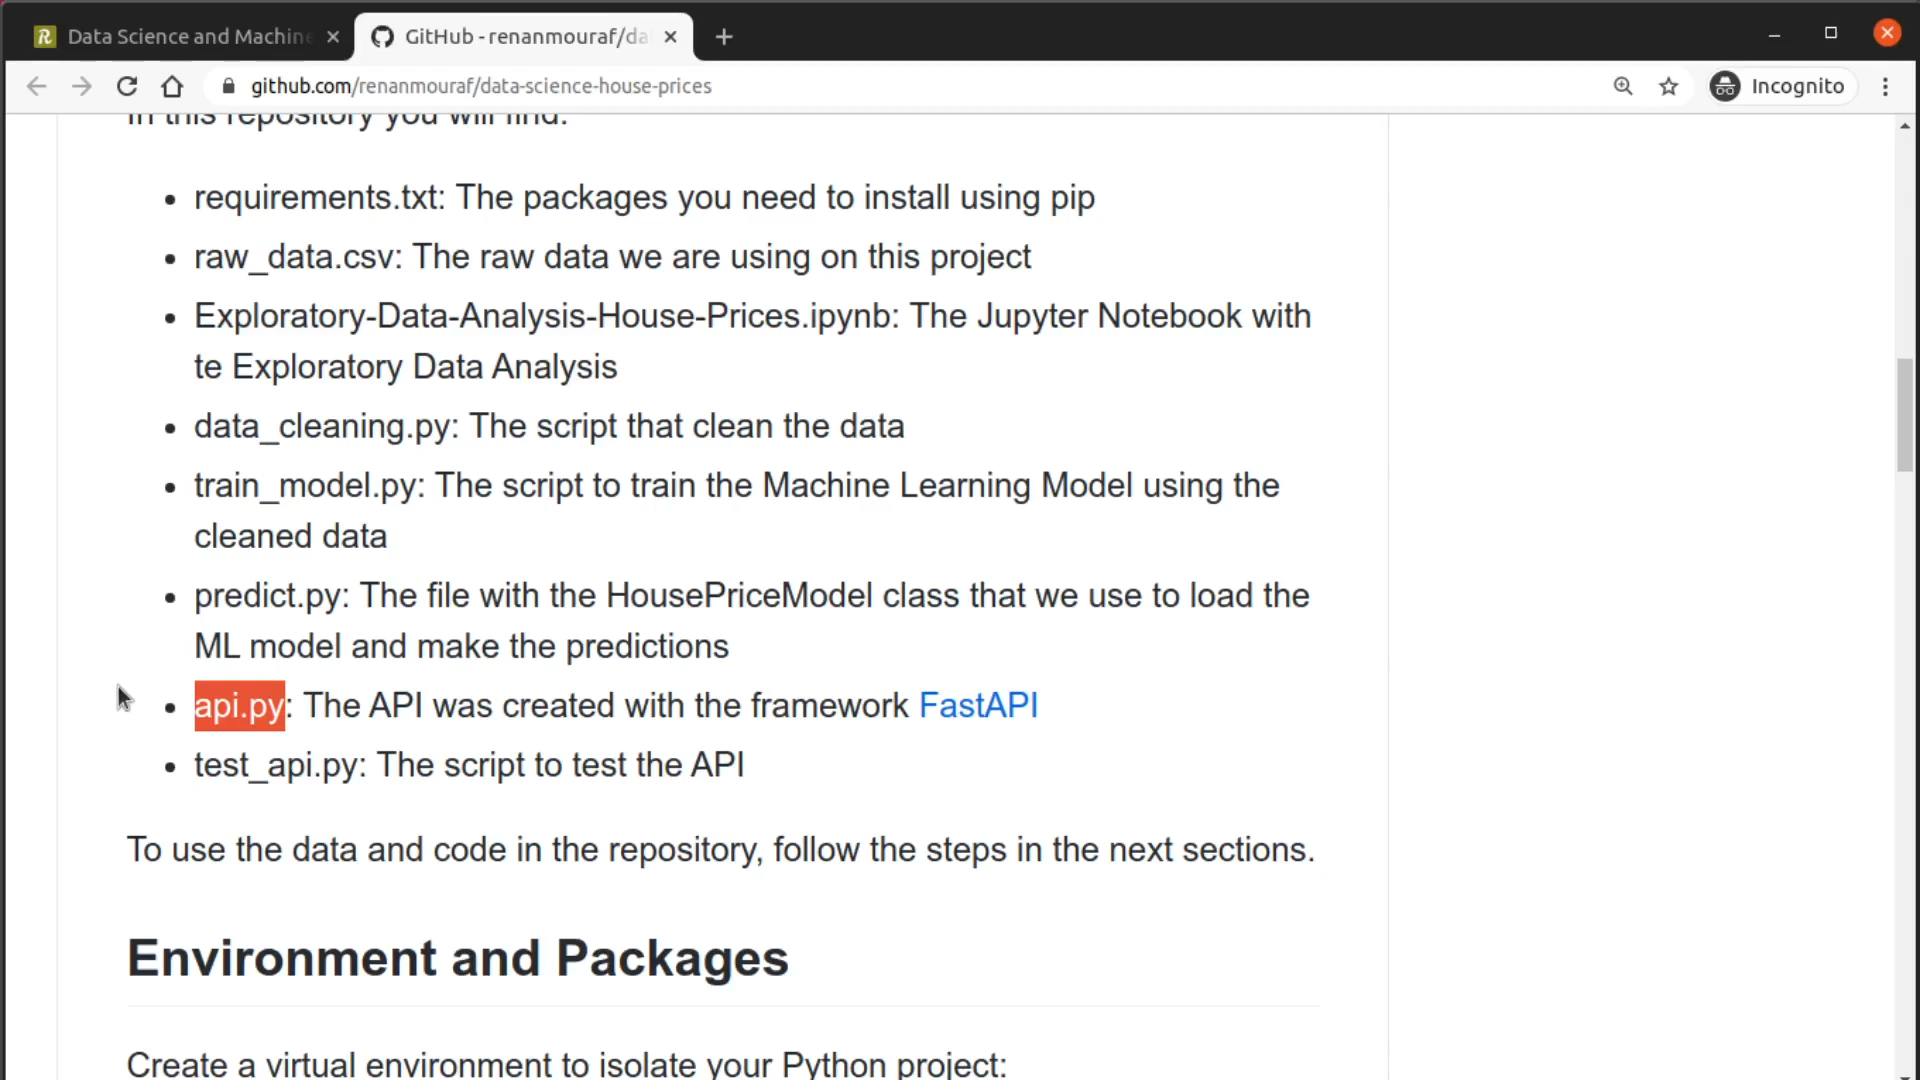 Data Science and Machine
GitHub - renanmouraf/da
github.com/renanmouraf/data-science-house-prices
Incognito
In this repository you will find:
• requirements.txt: The packages you need to install using pip
• raw_data.csv: The raw data we are using on this project
• Exploratory-Data-Analysis-House-Prices.ipynb: The Jupyter Notebook with
te Exploratory Data Analysis
• data_cleaning.py: The script that clean the data
• train_model.py: The script to train the Machine Learning Model using the
cleaned data
• predict.py: The file with the HousePriceModel class that we use to load the
ML model and make the predictions
• api.py: The API was created with the framework FastAPI
• test_api.py: The script to test the API
To use the data and code in the repository, follow the steps in the next sections.
Environment and Packages
Create a virtual environment to isolate your Python project: